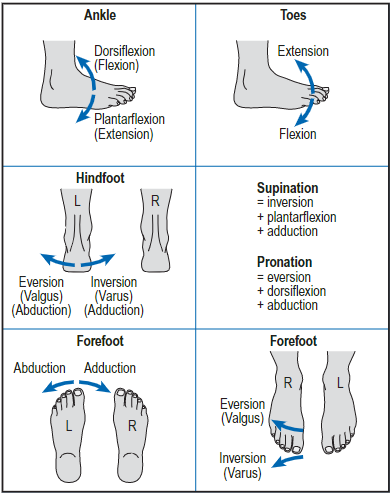 Ankle
Dorsiflexion
(Flexion)
Plantarflexion
(Extension)
Toes
Extension
Flexion
Hindfoot
L
R
Eversion
(Valgus)
(Abduction)
Inversion
(Varus)
(Adduction)
Supination
= inversion
+ plantarflexion
+ adduction
Pronation
= eversion
+ dorsiflexion
+ abduction
Forefoot
Abduction
Adduction
L
R
Forefoot
R
L
Eversion
(Valgus)
Inversion
(Varus)